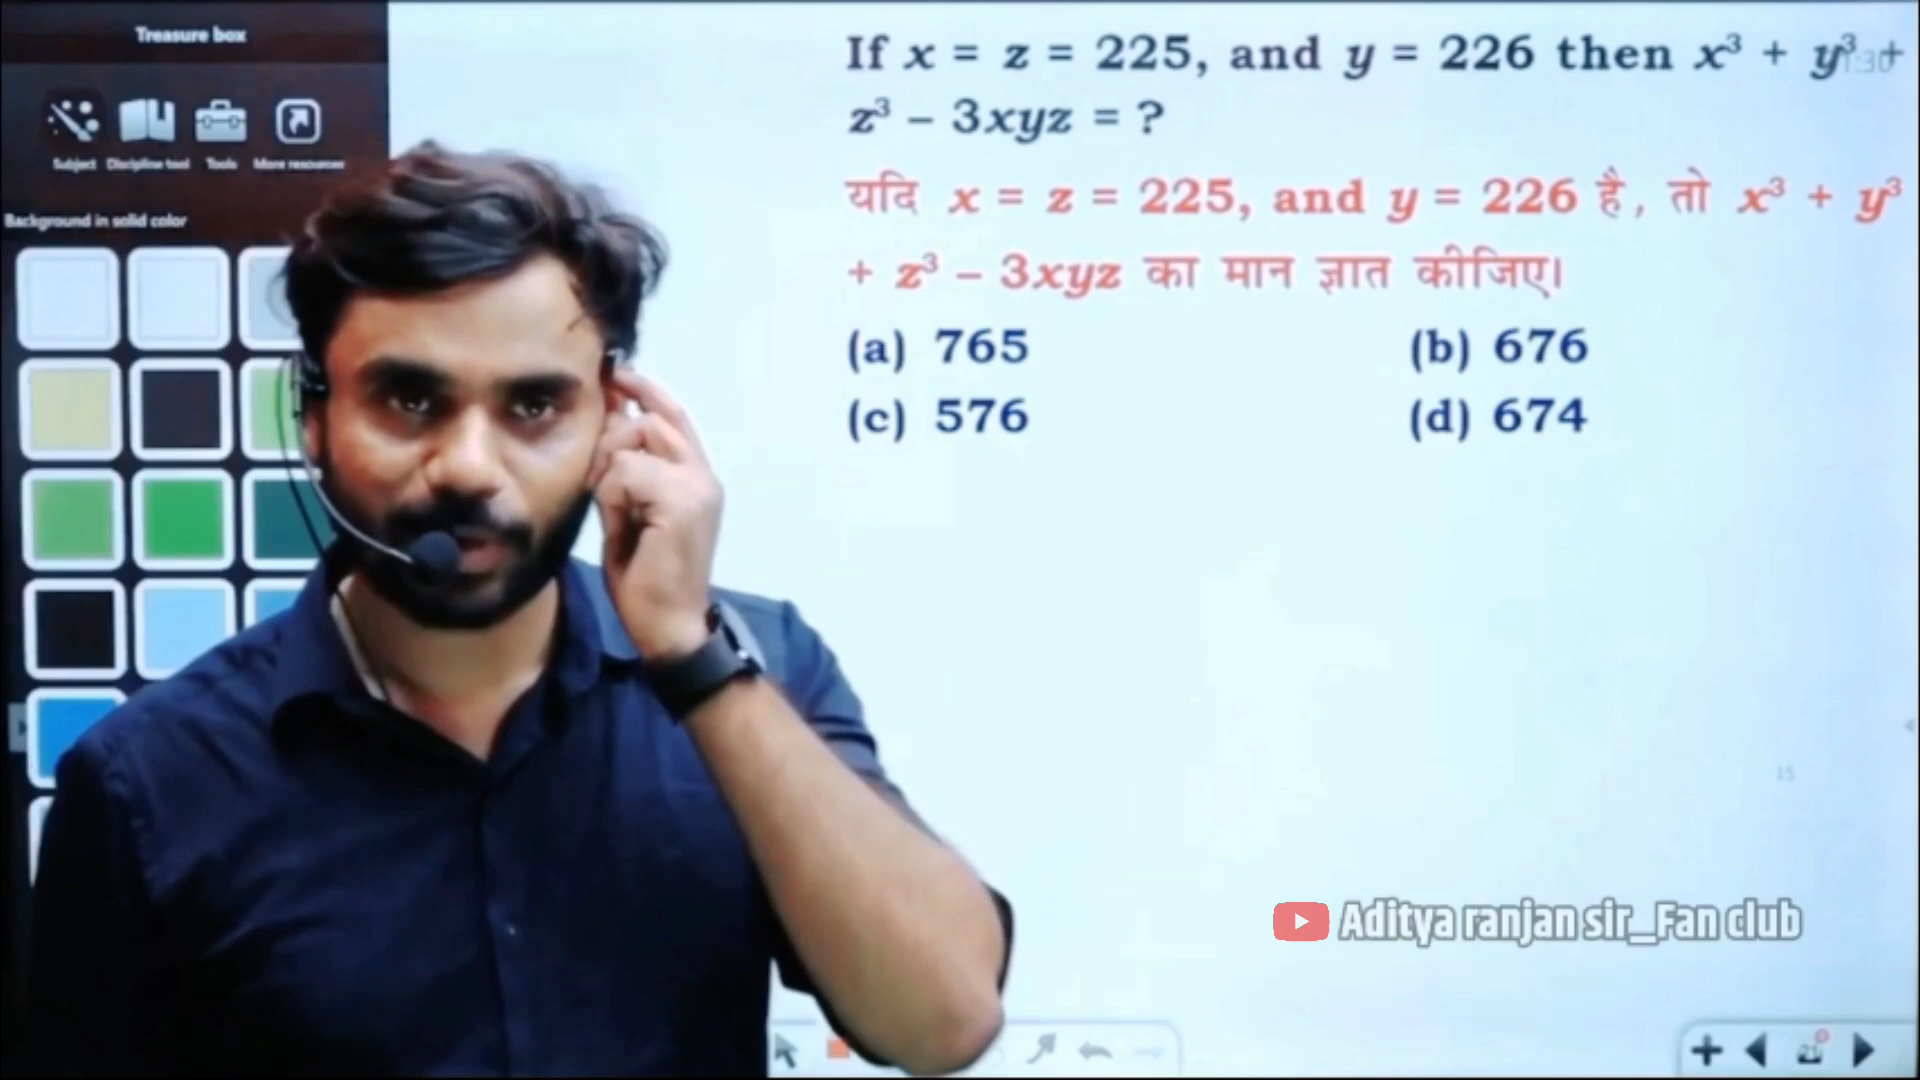 Treasure box
Subject Discipline tool Tools More resources
Background in solid color
If x = z = 225, and y = 226 then x³ + y³ +
z³ – 3xyz = ?
यदि x = z = 225, and y = 226 है, तो x³ + y³
+ z³ – 3xyz का मान ज्ञात कीजिए।
(a) 765 (b) 676
(c) 576 (d) 674
15
Aditya ranjan sir_Fan club